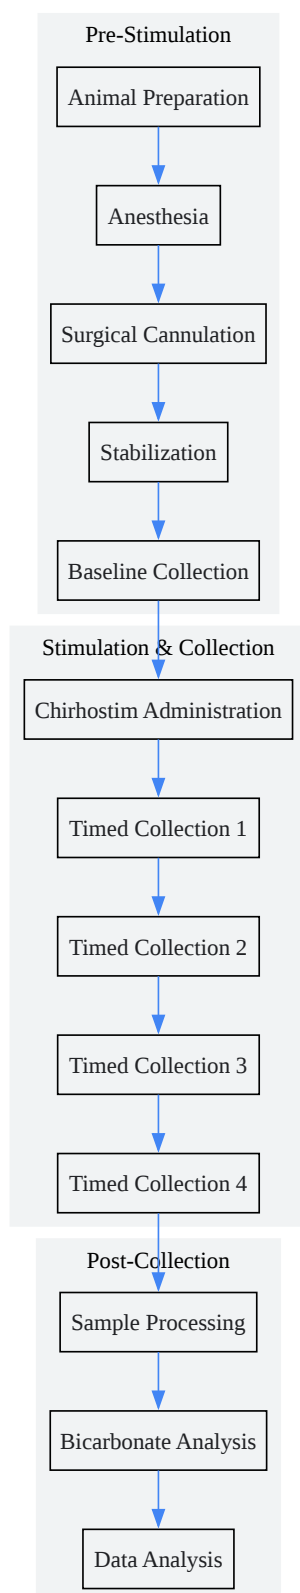 Pre-Stimulation
Animal Preparation
Anesthesia
Surgical Cannulation
Stabilization
Baseline Collection
Stimulation & Collection
Chirhostim Administration
Timed Collection 1
Timed Collection 2
Timed Collection 3
Timed Collection 4
Post-Collection
Sample Processing
Bicarbonate Analysis
Data Analysis